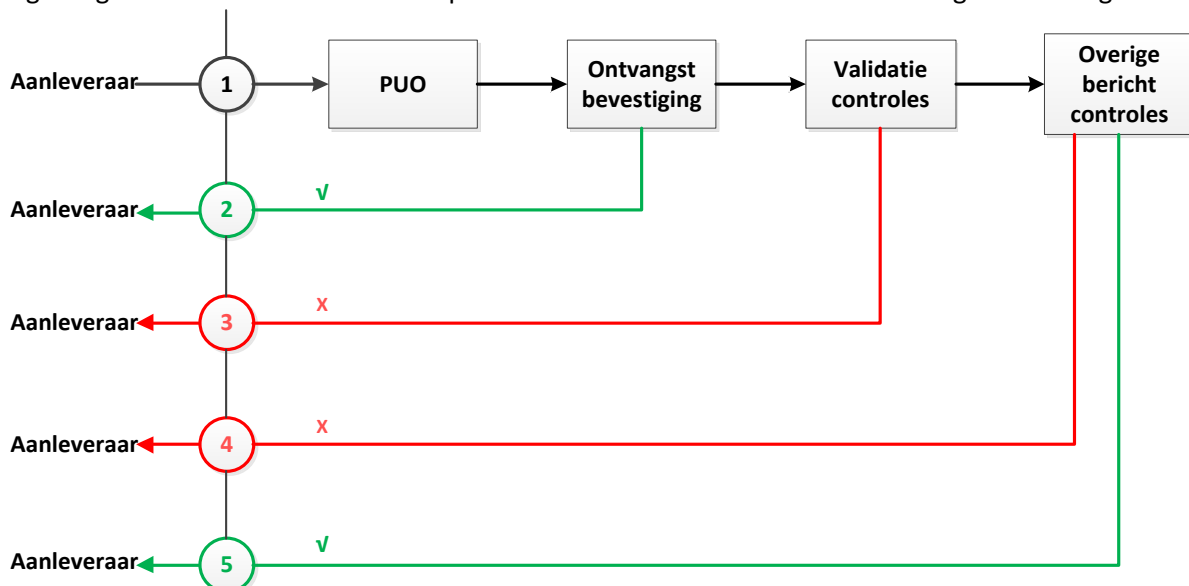 Aanleveraar
1
PUO
Ontvangst
bevestiging
Validatie
controles
Overige
bericht
controles
Aanleveraar
2
√
Aanleveraar
3
X
Aanleveraar
4
X
Aanleveraar
5
√